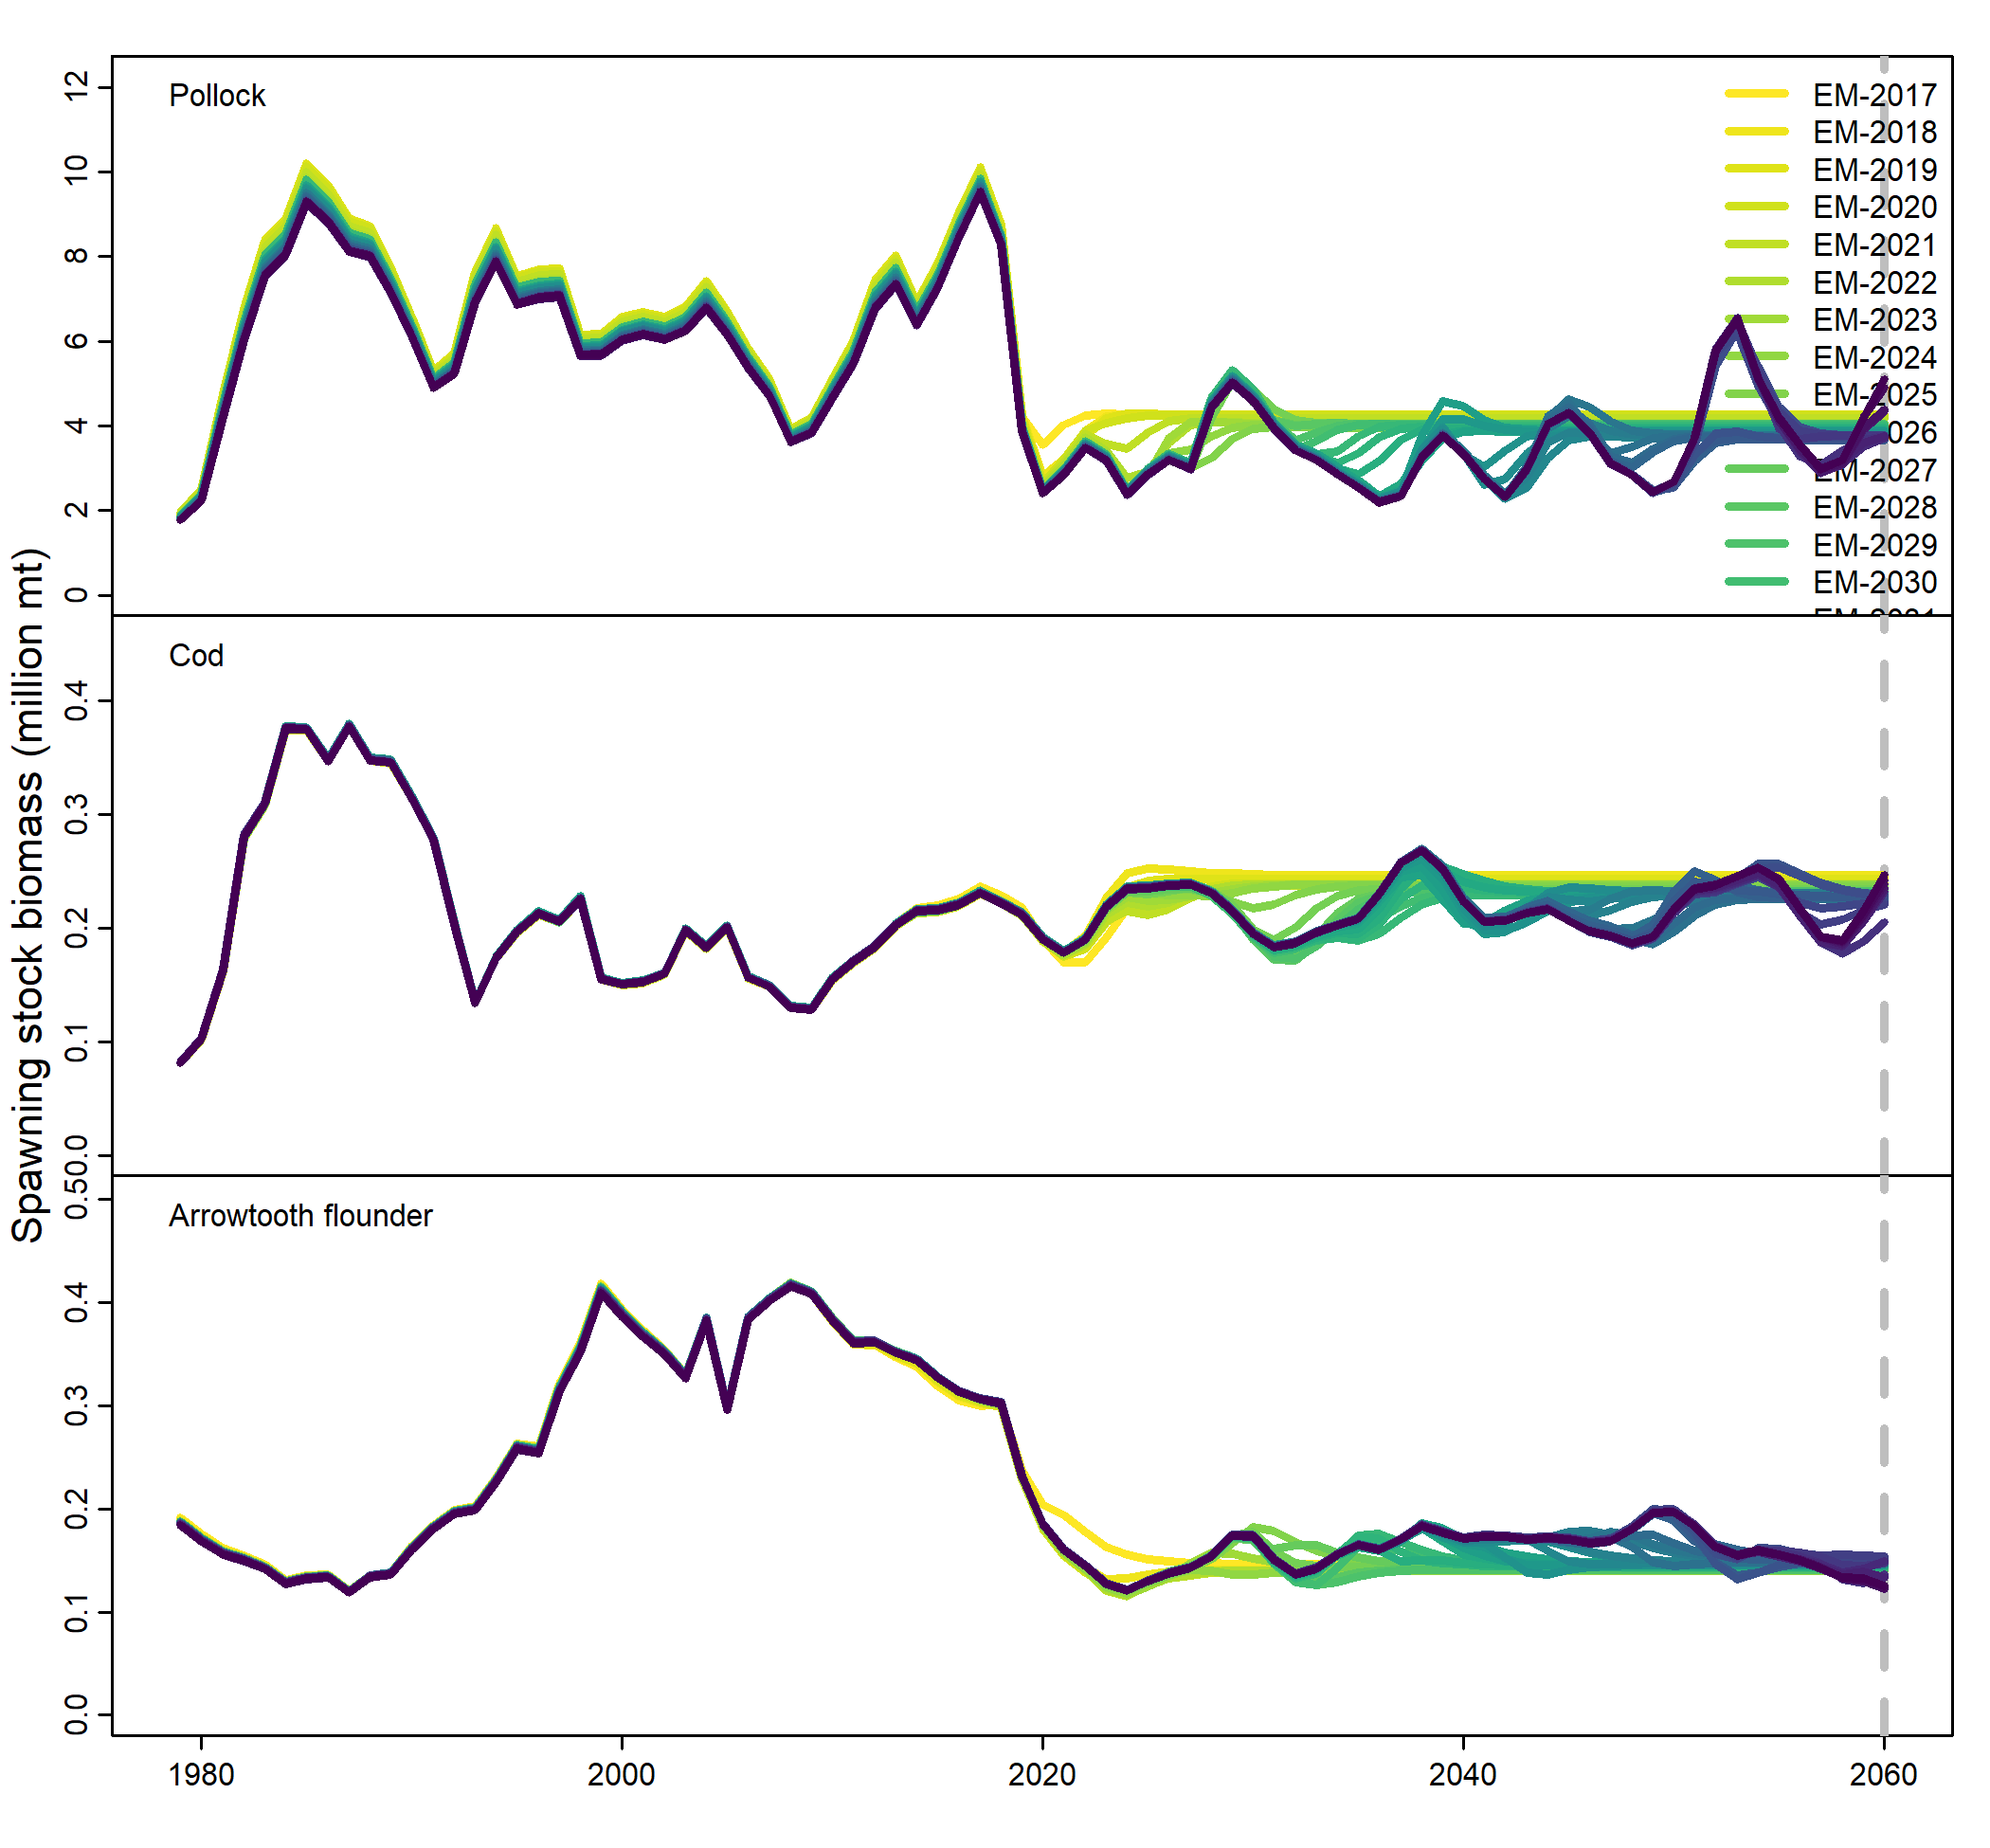 Spawning stock biomass (million mt)
Pollock
12
10
8
6
4
2
0
EM-2017
EM-2018
EM-2019
EM-2020
EM-2021
EM-2022
EM-2023
EM-2024
EM-2025
026
EM-2027
EM-2028
EM-2029
EM-2030
Cod
0.4
0.3
0.2
0.1
0.0
Arrowtooth flounder
0.5
0.4
0.3
0.2
0.1
0.0
1980 2000 2020 2040 2060